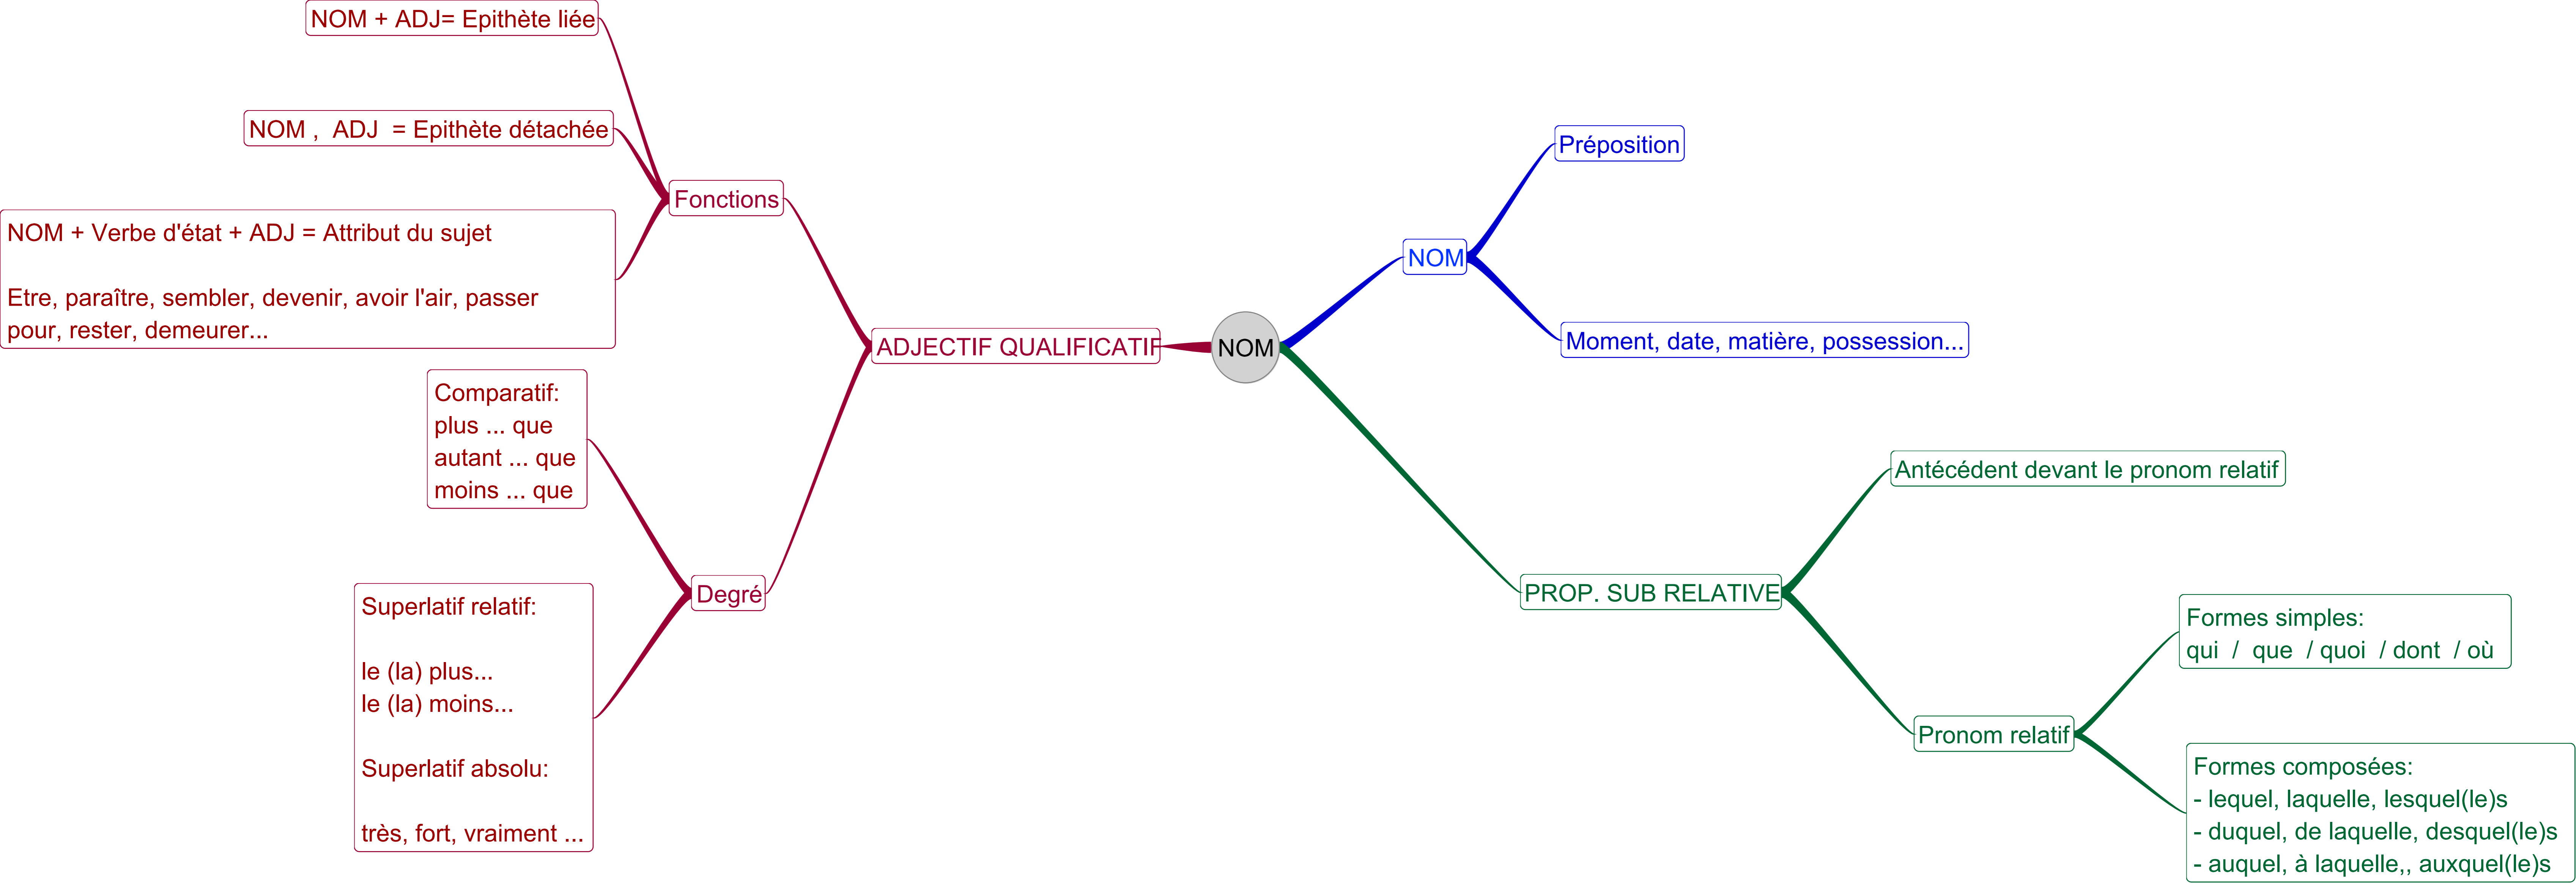 NOM + ADJ= Epithète liée
NOM ,  ADJ  = Epithète détachée
Fonctions
NOM + Verbe d'état + ADJ = Attribut du sujet
Etre, paraître, sembler, devenir, avoir l'air, passer
pour, rester, demeurer...
ADJECTIF QUALIFICATIF
Comparatif:
plus ... que
autant ... que
moins ... que
Degré
Superlatif relatif:
le (la) plus...
le (la) moins...
Superlatif absolu:
très, fort, vraiment ...
NOM
NOM
Préposition
Moment, date, matière, possession...
PROP. SUB RELATIVE
Antécédent devant le pronom relatif
Pronom relatif
Formes simples:
qui  /  que  / quoi  / dont  / où
Formes composées:
- lequel, laquelle, lesquel(le)s
- duquel, de laquelle, desquel(le)s
- auquel, à laquelle,, auxquel(le)s